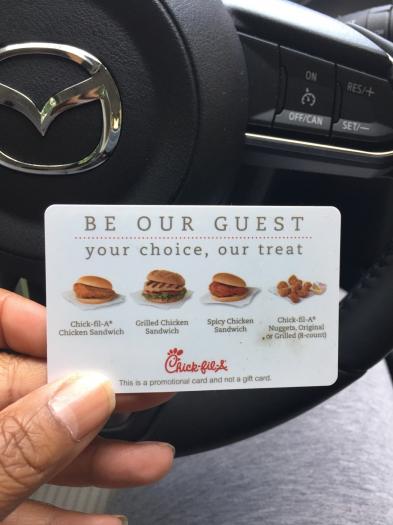 ON
OFF/CAN
RES/+
SET/—
BE OUR GUEST
your choice, our treat
Chick-fil-A®
Chicken Sandwich
Grilled Chicken
Sandwich
Spicy Chicken
Sandwich
Chick-fil-A®
Nuggets, Original
or Grilled (8-count)
Chick-fil-A®
This is a promotional card and not a gift card.